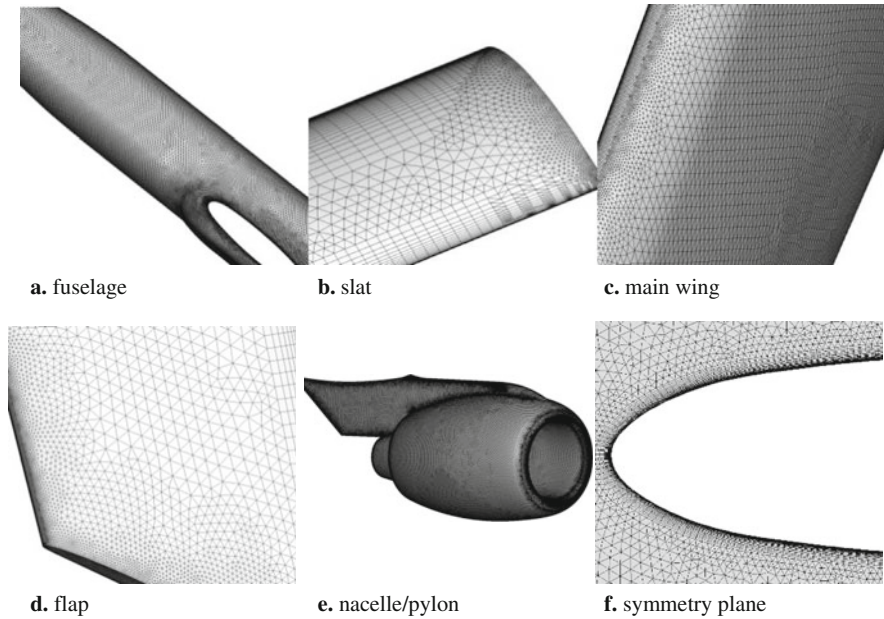 a. fuselage
b. slat
c. main wing
d. flap
e. nacelle/pylon
f. symmetry plane